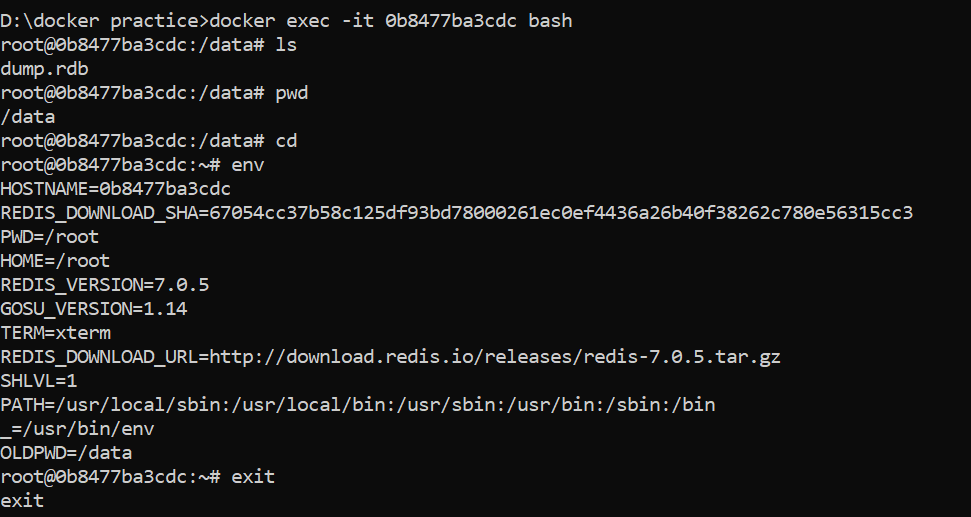 D:\docker practice>docker exec -it 0b8477ba3cdc bash
root@0b8477ba3cdc:/data# ls
dump.rdb
root@0b8477ba3cdc:/data# pwd
/data
root@0b8477ba3cdc:/data# cd
root@0b8477ba3cdc:~# env
HOSTNAME=0b8477ba3cdc
REDIS_DOWNLOAD_SHA=67054cc37b58c125df93bd78000261ec0ef4436a26b40f38262c780e56315cc3
PWD=/root
HOME=/root
REDIS_VERSION=7.0.5
GOSU_VERSION=1.14
TERM=xterm
REDIS_DOWNLOAD_URL=http://download.redis.io/releases/redis-7.0.5.tar.gz
SHLVL=1
PATH=/usr/local/sbin:/usr/local/bin:/usr/sbin:/usr/bin:/sbin:/bin
_=/usr/bin/env
OLDPWD=/data
root@0b8477ba3cdc:~# exit
exit